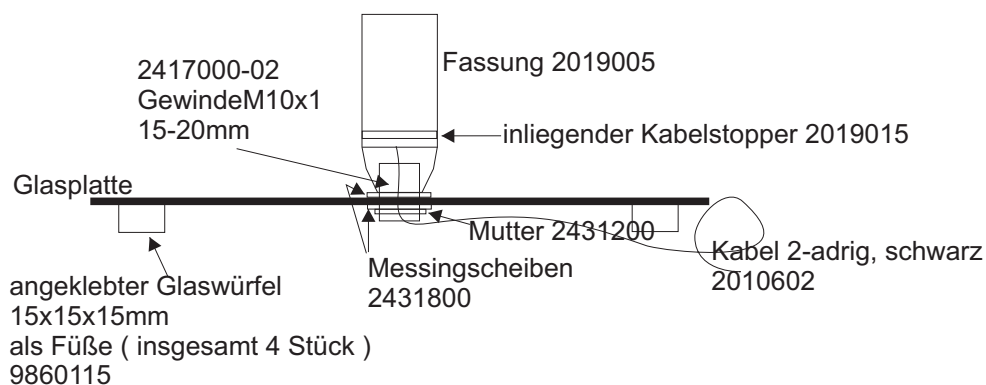 Fassung 2019005
2417000-02
GewindeM10x1
15-20mm
inliegender Kabelstopper 2019015
Glasplatte
Mutter 2431200
Kabel 2-adrig, schwarz
2010602
Messingscheiben
2431800
angeklebter Glaswürfel
15x15x15mm
als Füße ( insgesamt 4 Stück )
9860115